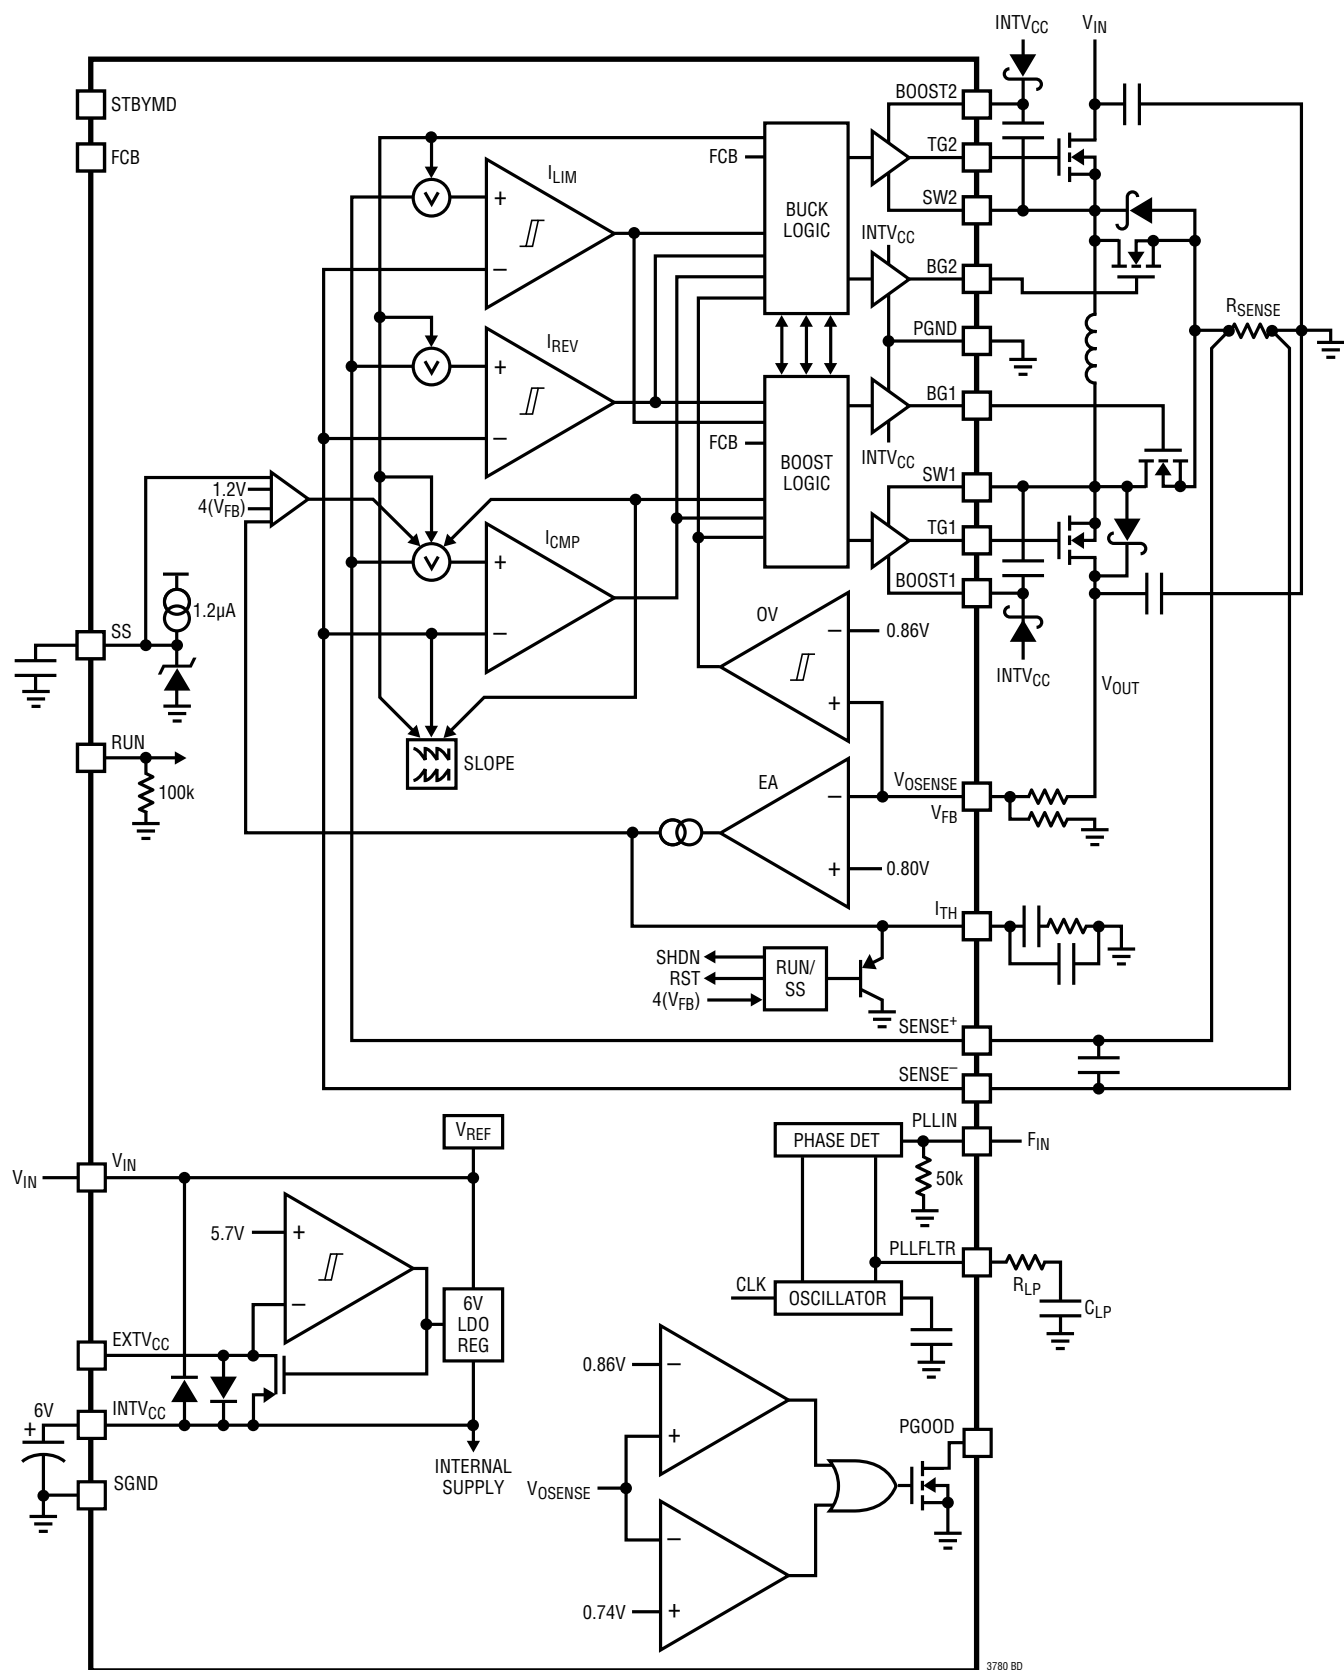 INTVCC
VIN
STBYMD
BOOST2
FCB
FCB
TG2
ILIM
+
BUCK
LOGIC
SW2
−
INTVCC
BG2
RSENSE
IREV
PGND
+
BG1
−
FCB
INTVCC
BOOST
LOGIC
SW1
1.2V
4(VFB)
ICMP
TG1
+
BOOST1
1.2µA
OV
SS
−
−
0.86V
INTVCC
VOUT
+
RUN
SLOPE
100k
EA
VOSENSE
−
VFB
+
0.80V
ITH
SHDN
RST
4(VFB)
RUN/
SS
SENSE+
SENSE−
VREF
PLLIN
PHASE DET
FIN
VIN
VIN
50k
5.7V
+
PLLFLTR
CLK
OSCILLATOR
RLP
CLP
−
6V
LDO
REG
EXTVCC
0.86V
−
6V
+
INTVCC
PGOOD
+
INTERNAL
SUPPLY
SGND
VOSENSE
−
0.74V
+
3780 BD